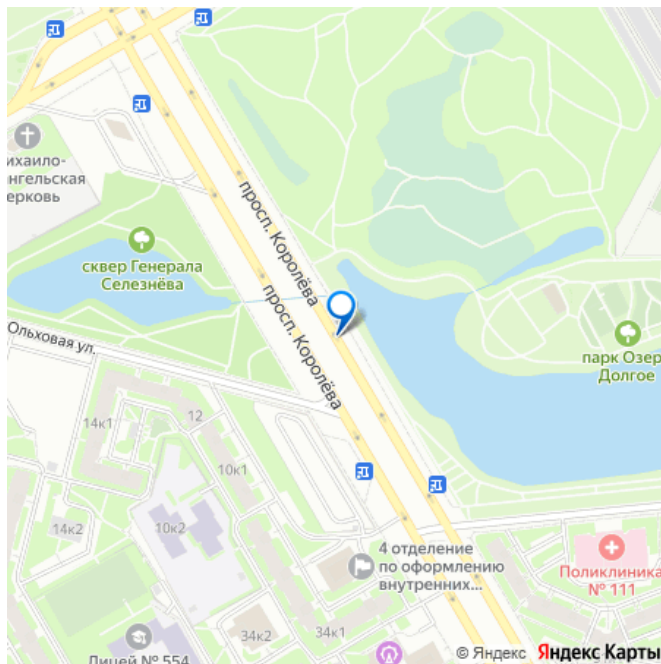 ихаило-
нгельская
ерковь
просп. Королёва
сквер Генерала
Селезнёва
просп. Королёва
Ольховая ул.
парк Озер
Долгое
14к1
12
10к1
14к2
10к2
4 отделение
по оформлению
внутренних...
Поликлиника
№ 111
34к2
34к1
Лицей № 554
© Яндекс Яндекс Карты